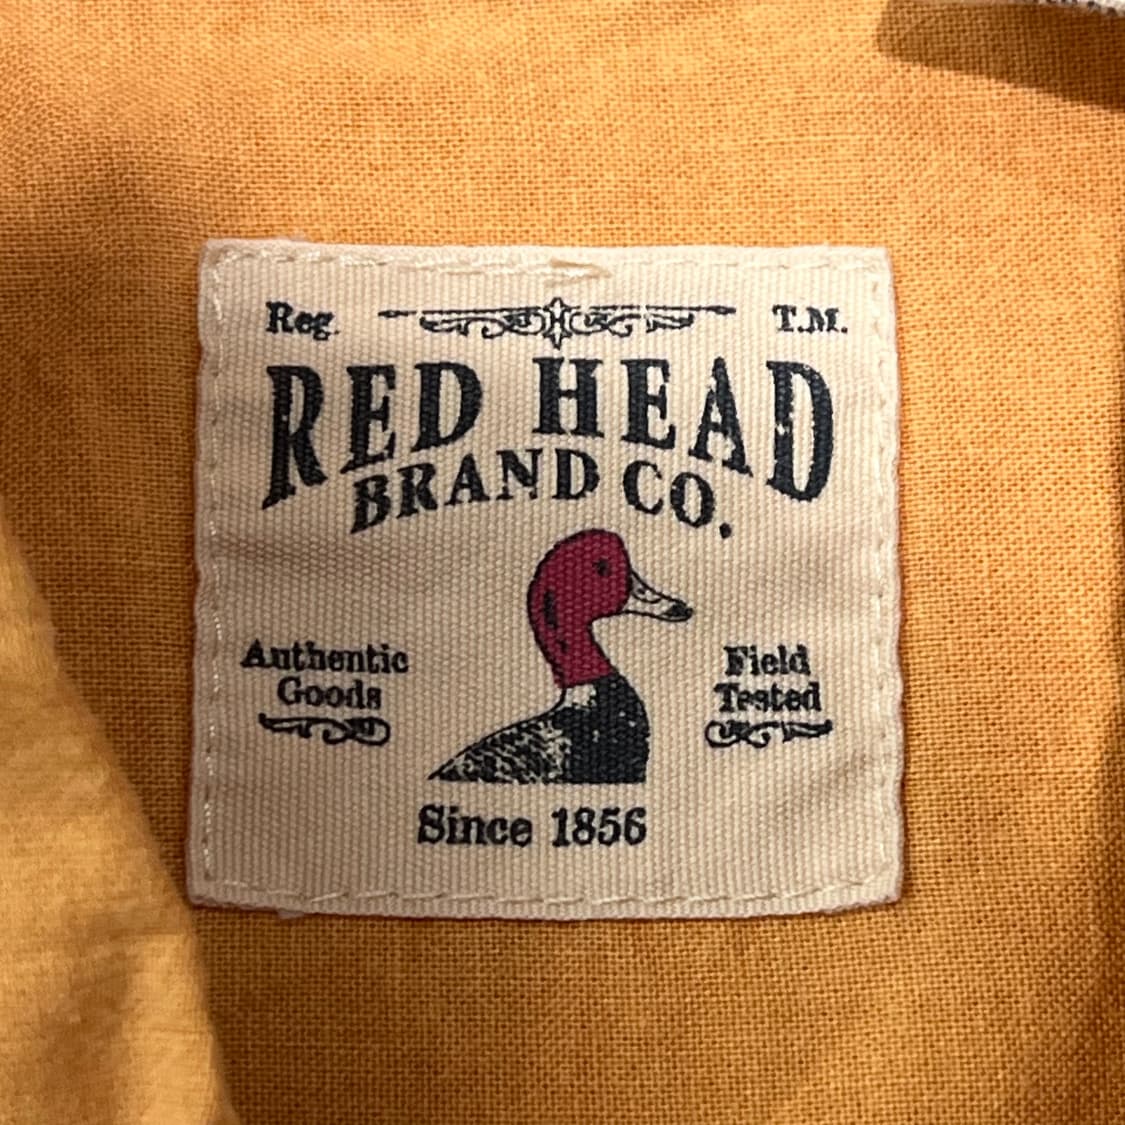 Reg. T.M.
RED HEAD
BRAND CO.
Authentic
Goods
Field
Tested
Since 1856